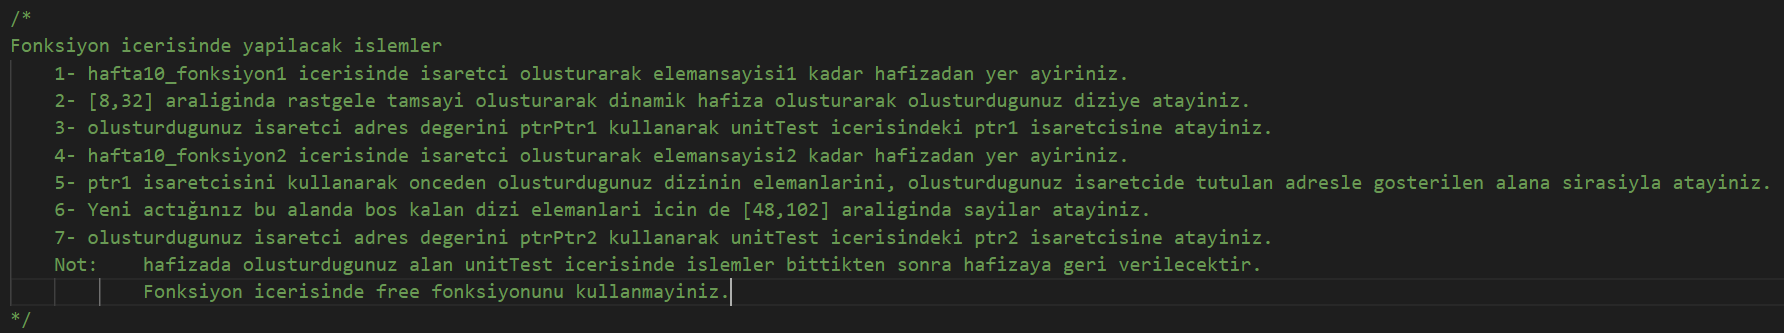 /*
Fonksiyon icerisinde yapilacak islemler
1- hafta10_fonksiyon1 icerisinde isaretci olusturarak elemansayisi1 kadar hafizadan yer ayiriniz.
2- [8,32] araliginda rastgele tamsayi olusturarak dinamik hafiza olusturarak olusturdugunuz diziye atayiniz.
3- olusturdugunuz isaretci adres degerini ptrPtr1 kullanarak unitTest icerisindeki ptr1 isaretcisine atayiniz.
4- hafta10_fonksiyon2 icerisinde isaretci olusturarak elemansayisi2 kadar hafizadan yer ayiriniz.
5- ptr1 isaretcisini kullanarak onceden olusturdugunuz dizinin elemanlarini, olusturdugunuz isaretcide tutulan adresle gosterilen alana sirasiyla atayiniz.
6- Yeni actığınız bu alanda bos kalan dizi elemanlari icin de [48,102] araliginda sayilar atayiniz.
7- olusturdugunuz isaretci adres degerini ptrPtr2 kullanarak unitTest icerisindeki ptr2 isaretcisine atayiniz.
Not: hafizada olusturdugunuz alan unitTest icerisinde islemler bittikten sonra hafizaya geri verilecektir.
Fonksiyon icerisinde free fonksiyonunu kullanmayiniz.
*/